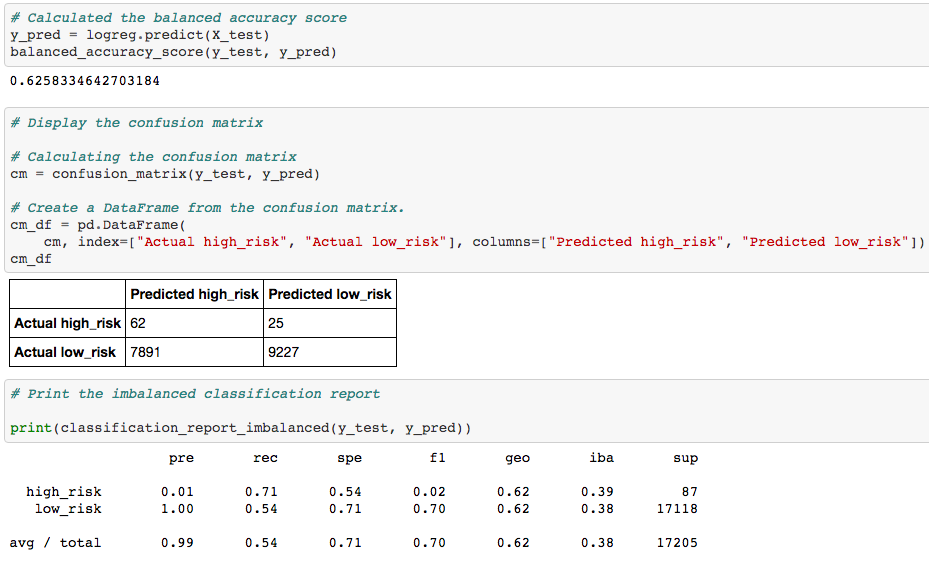 # Calculated the balanced accuracy score
y_pred = logreg.predict(X_test)
balanced_accuracy_score(y_test, y_pred)
0.6258334642703184
# Display the confusion matrix
# Calculating the confusion matrix
cm = confusion_matrix(y_test, y_pred)
# Create a DataFrame from the confusion matrix.
cm_df = pd.DataFrame(
    cm, index=["Actual high_risk", "Actual low_risk"], columns=["Predicted high_risk", "Predicted low_risk"])
cm_df
Predicted high_risk Predicted low_risk
Actual high_risk 62 25
Actual low_risk 7891 9227
# Print the imbalanced classification report
print(classification_report_imbalanced(y_test, y_pred))
pre rec spe f1 geo iba sup
high_risk 0.01 0.71 0.54 0.02 0.62 0.39 87
low_risk 1.00 0.54 0.71 0.70 0.62 0.38 17118
avg / total 0.99 0.54 0.71 0.70 0.62 0.38 17205